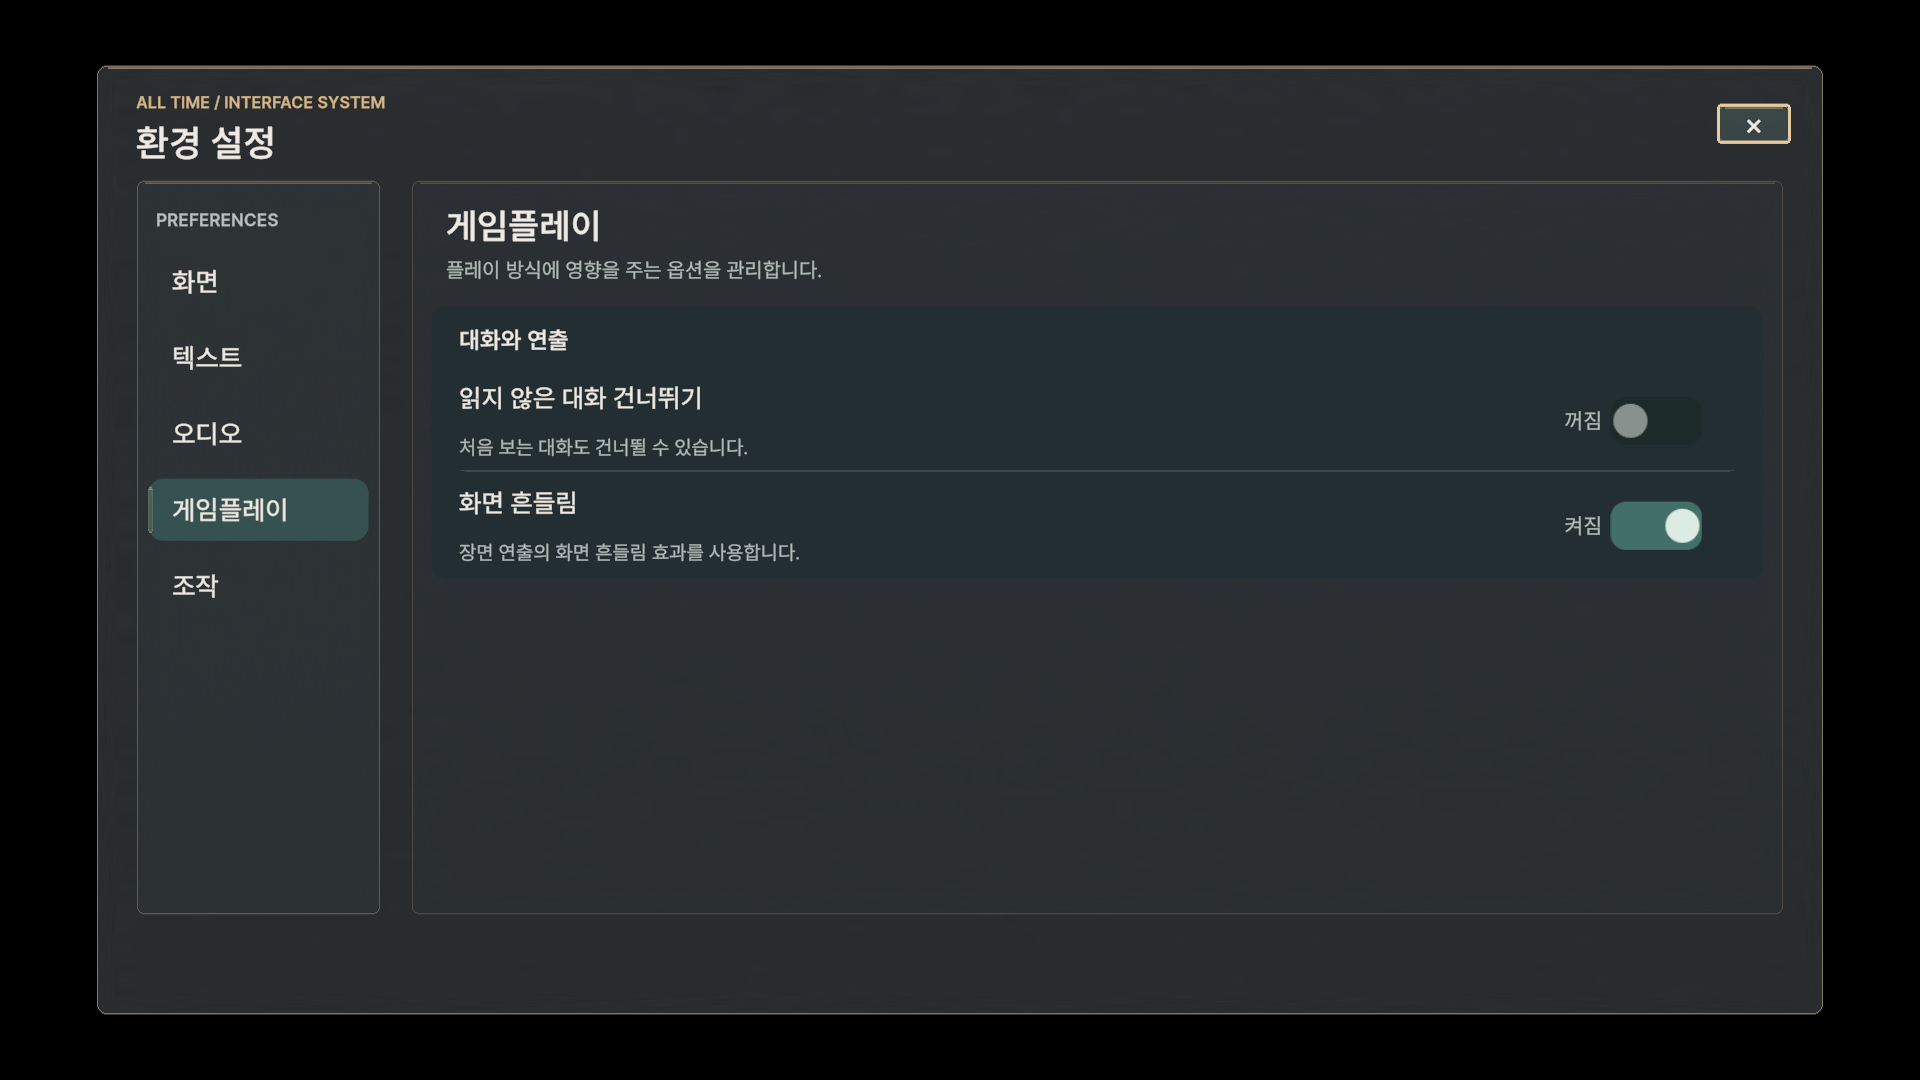 ALL TIME / INTERFACE SYSTEM
환경 설정
×
PREFERENCES
화면
텍스트
오디오
게임플레이
조작
게임플레이
플레이 방식에 영향을 주는 옵션을 관리합니다.
대화와 연출
읽지 않은 대화 건너뛰기
처음 보는 대화도 건너뛸 수 있습니다.
꺼짐
화면 흔들림
장면 연출의 화면 흔들림 효과를 사용합니다.
켜짐